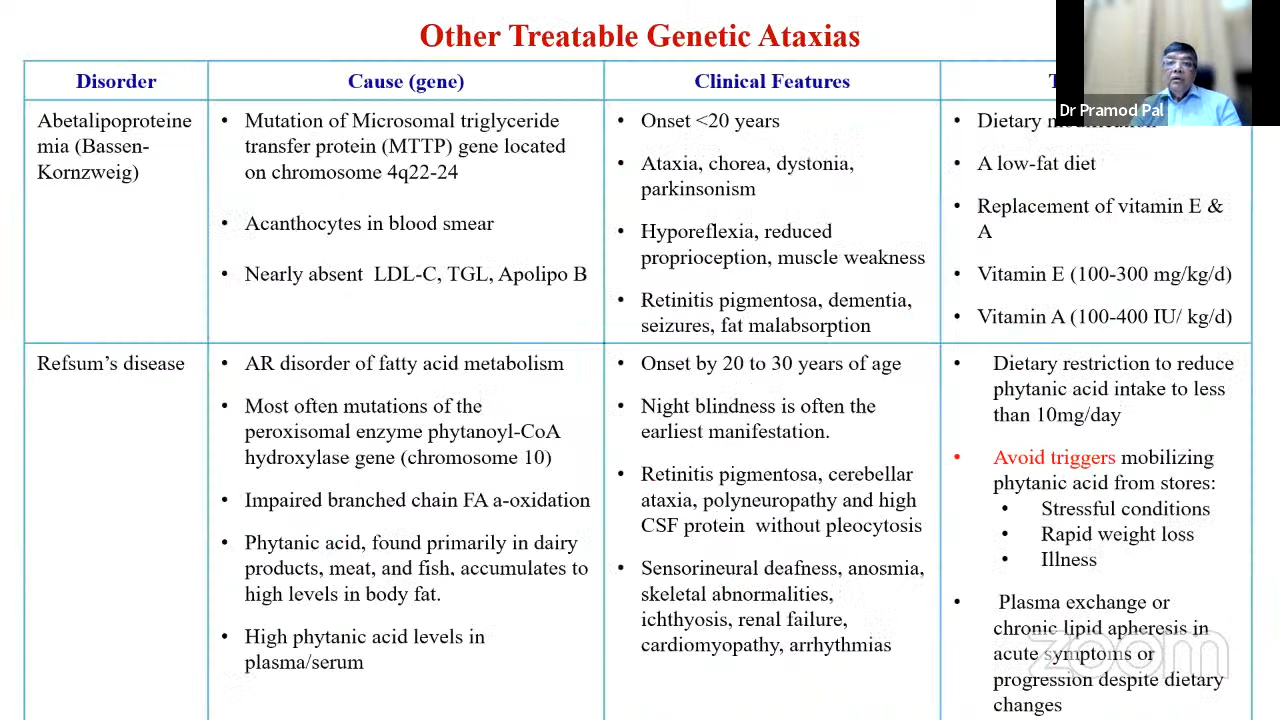 Other Treatable Genetic Ataxias
Disorder
Cause (gene)
Clinical Features
Dr Pramod Pal
Abetalipoproteine
mia (Bassen-
Kornzweig)
• Mutation of Microsomal triglyceride
transfer protein (MTTP) gene located
on chromosome 4q22-24
• Acanthocytes in blood smear
• Nearly absent LDL-C, TGL, Apolipo B
• Onset <20 years
• Ataxia, chorea, dystonia,
parkinsonism
• Hyporeflexia, reduced
proprioception, muscle weakness
• Retinitis pigmentosa, dementia,
seizures, fat malabsorption
• Dietary
• A low-fat diet
• Replacement of vitamin E &
A
• Vitamin E (100-300 mg/kg/d)
• Vitamin A (100-400 IU/ kg/d)
Refsum's disease
• AR disorder of fatty acid metabolism
• Most often mutations of the
peroxisomal enzyme phytanoyl-CoA
hydroxylase gene (chromosome 10)
• Impaired branched chain FA a-oxidation
• Phytanic acid, found primarily in dairy
products, meat, and fish, accumulates to
high levels in body fat.
• High phytanic acid levels in
plasma/serum
• Onset by 20 to 30 years of age
• Night blindness is often the
earliest manifestation.
• Retinitis pigmentosa, cerebellar
ataxia, polyneuropathy and high
CSF protein without pleocytosis
• Sensorineural deafness, anosmia,
skeletal abnormalities,
ichthyosis, renal failure,
cardiomyopathy, arrhythmias
• Dietary restriction to reduce
phytanic acid intake to less
than 10mg/day
• Avoid triggers mobilizing
phytanic acid from stores:
• Stressful conditions
• Rapid weight loss
• Illness
• Plasma exchange or
chronic lipid apheresis in
acute symptoms or
progression despite dietary
changes
zoom